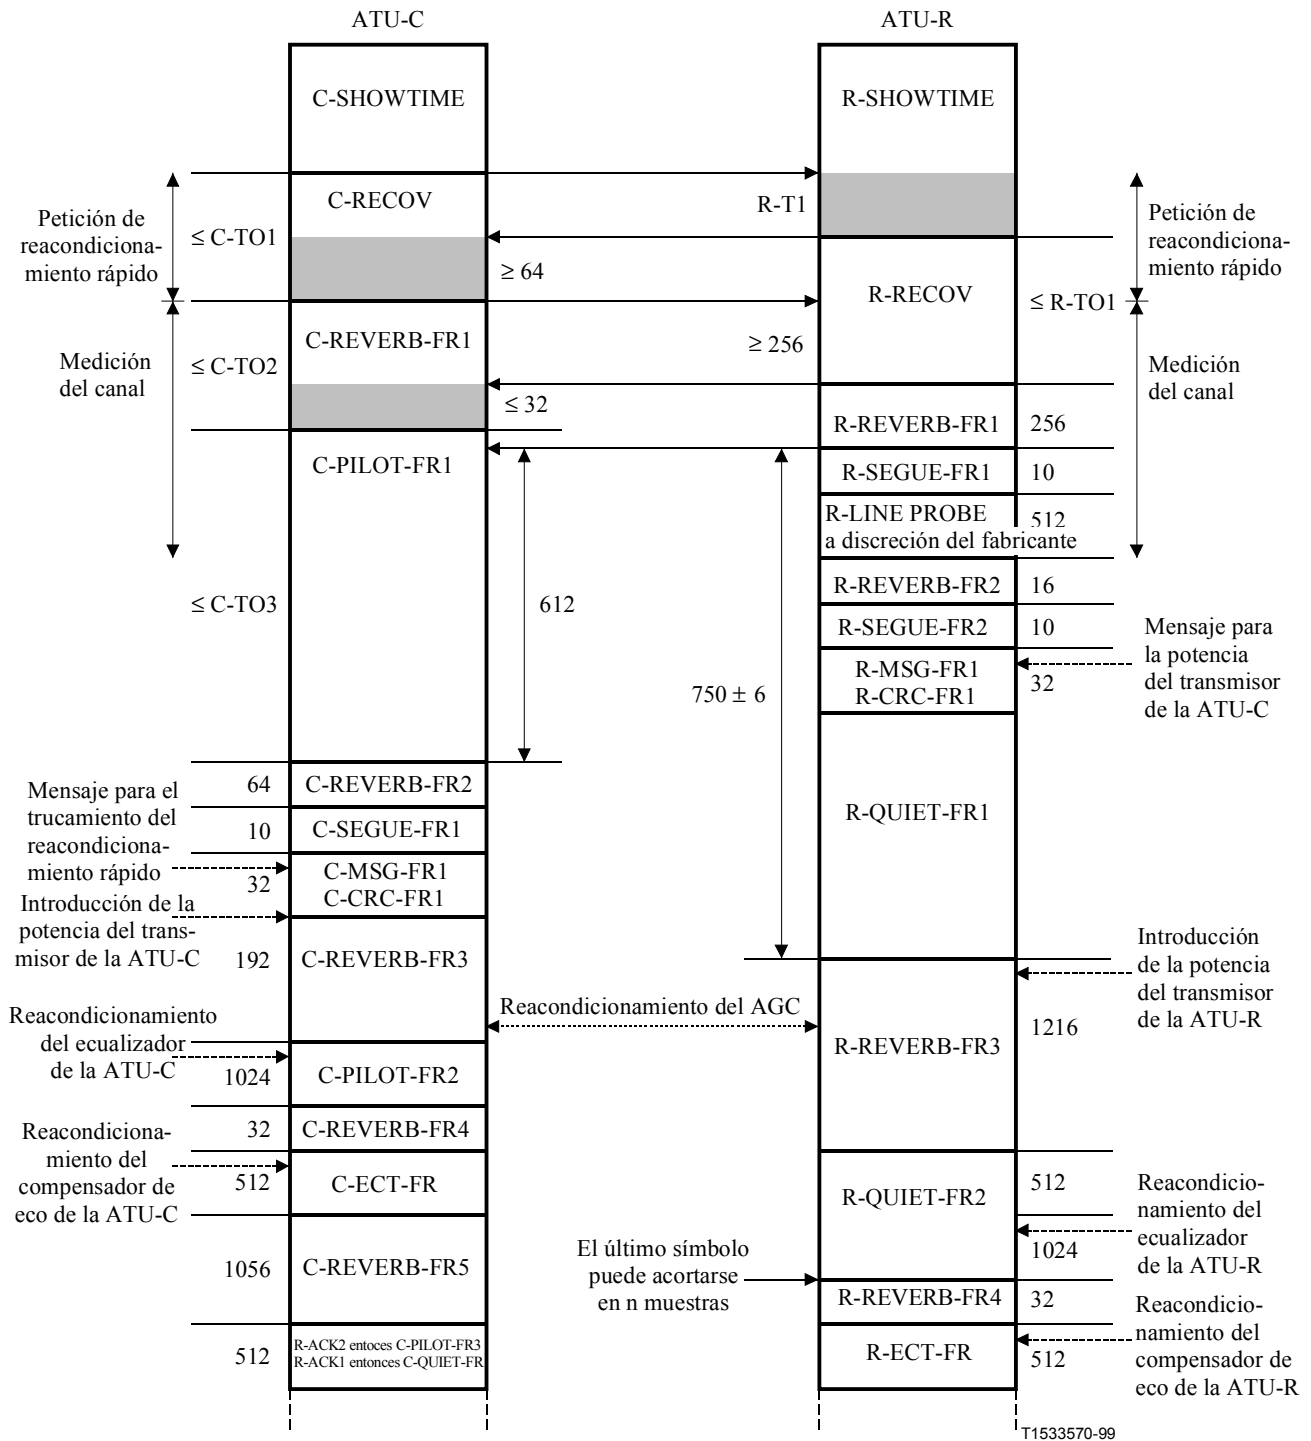 ATU-C
ATU-R
C-SHOWTIME
R-SHOWTIME
Petición de
reacondiciona-
miento rápido
≤ C-TO1
C-RECOV
≥ 64
R-T1
R-RECOV
≤ R-TO1
Petición de
reacondiciona-
miento rápido
Medición
del canal
≤ C-TO2
C-REVERB-FR1
≤ 32
≥ 256
Medición
del canal
R-REVERB-FR1
256
C-PILOT-FR1
R-SEGUE-FR1
10
R-LINE PROBE
512
a discreción del fabricante
≤ C-TO3
612
R-REVERB-FR2
16
R-SEGUE-FR2
10
Mensaje para
la potencia
del transmisor
de la ATU-C
750 ± 6
R-MSG-FR1
R-CRC-FR1
32
Mensaje para el
trucamiento del
reacondiciona-
miento rápido
64
C-REVERB-FR2
R-QUIET-FR1
10
C-SEGUE-FR1
32
C-MSG-FR1
C-CRC-FR1
Introducción de la
potencia del trans-
misor de la ATU-C
192
C-REVERB-FR3
Introducción
de la potencia
del transmisor
de la ATU-R
Reacondicionamiento del AGC
R-REVERB-FR3
1216
Reacondicionamiento
del ecualizador
de la ATU-C
1024
C-PILOT-FR2
32
C-REVERB-FR4
Reacondiciona-
miento del
compensador de
eco de la ATU-C
512
C-ECT-FR
R-QUIET-FR2
512
1024
Reacondicio-
namiento del
ecualizador
de la ATU-R
1056
C-REVERB-FR5
El último símbolo
puede acortarse
en n muestras
R-REVERB-FR4
32
512
R-ACK2 entoces C-PILOT-FR3
R-ACK1 entonces C-QUIET-FR
R-ECT-FR
512
Reacondicio-
namiento del
compensador de
eco de la ATU-R
T1533570-99